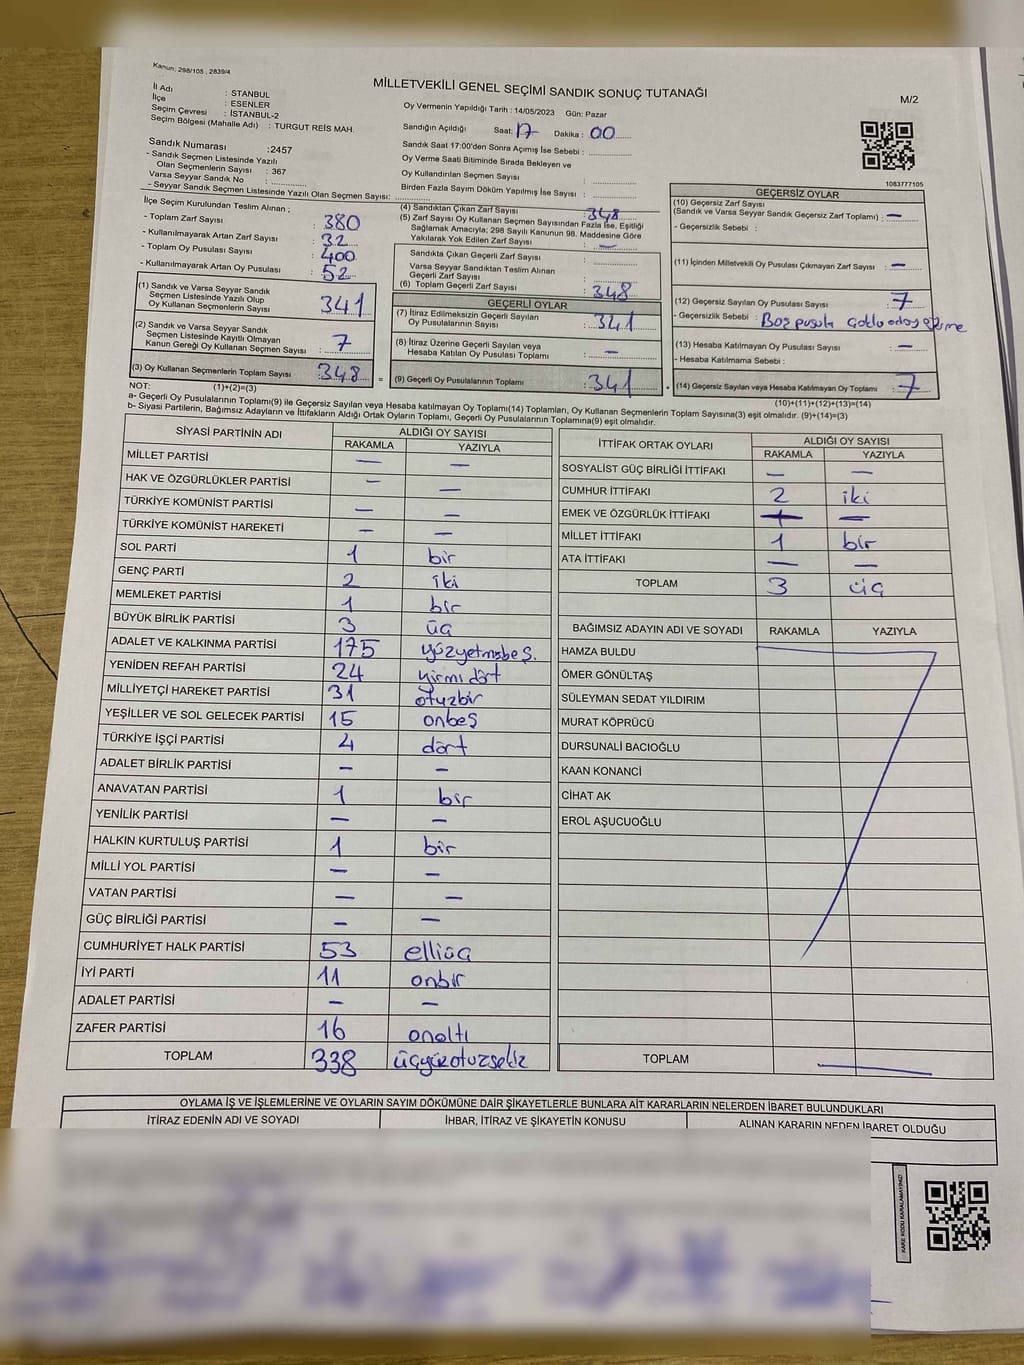 Kanun: 298/105 , 2839/4
MİLLETVEKİLİ GENEL SEÇİMİ SANDIK SONUÇ TUTANAĞI
M/2
İl Adı : İSTANBUL
İlçe : ESENLER
Seçim Çevresi : İSTANBUL-2
Seçim Bölgesi (Mahalle Adı) : TURGUT REİS MAH.
Oy Vermenin Yapıldığı Tarih : 14/05/2023 Gün: Pazar
Sandığın Açıldığı Saat: 17 Dakika : 00
Sandık Saat 17:00'den Sonra Açılmış İse Sebebi :
Oy Verme Saati Bitiminde Sırada Bekleyen ve
Oy Kullandırılan Seçmen Sayısı :
Birden Fazla Sayım Döküm Yapılmış İse Sayısı :
1083777105
Sandık Numarası :2457
- Sandık Seçmen Listesinde Yazılı
Olan Seçmenlerin Sayısı : 367
Varsa Seyyar Sandık No :
- Seyyar Sandık Seçmen Listesinde Yazılı Olan Seçmen Sayısı:
İlçe Seçim Kurulundan Teslim Alınan ;
- Toplam Zarf Sayısı : 380
- Kullanılmayarak Artan Zarf Sayısı : 32
- Toplam Oy Pusulası Sayısı : 400
- Kullanılmayarak Artan Oy Pusulası : 52
(1) Sandık ve Varsa Seyyar Sandık
Seçmen Listesinde Yazılı Olup
Oy Kullanan Seçmenlerin Sayısı : 341
(2) Sandık ve Varsa Seyyar Sandık
Seçmen Listesinde Kayıtlı Olmayan
Kanun Gereği Oy Kullanan Seçmen Sayısı : 7
(3) Oy Kullanan Seçmenlerin Toplam Sayısı : 348
(4) Sandıktan Çıkan Zarf Sayısı : 348
(5) Zarf Sayısı Oy Kullanan Seçmen Sayısından Fazla İse, Eşitliği
Sağlamak Amacıyla; 298 Sayılı Kanunun 98. Maddesine Göre
Yakılarak Yok Edilen Zarf Sayısı : —
Sandıkta Çıkan Geçerli Zarf Sayısı :
Varsa Seyyar Sandıktan Teslim Alınan
Geçerli Zarf Sayısı :
(6) Toplam Geçerli Zarf Sayısı : 348
GEÇERLİ OYLAR
(7) İtiraz Edilmeksizin Geçerli Sayılan
Oy Pusulalarının Sayısı : 341
(8) İtiraz Üzerine Geçerli Sayılan veya
Hesaba Katılan Oy Pusulası Toplamı : —
= (9) Geçerli Oy Pusulalarının Toplamı : 341
GEÇERSİZ OYLAR
(10) Geçersiz Zarf Sayısı
(Sandık ve Varsa Seyyar Sandık Geçersiz Zarf Toplamı) : —
- Geçersizlik Sebebi :
(11) İçinden Milletvekili Oy Pusulası Çıkmayan Zarf Sayısı : —
(12) Geçersiz Sayılan Oy Pusulası Sayısı : 7
- Geçersizlik Sebebi : Boş pusula
(13) Hesaba Katılmayan Oy Pusulası Sayısı : —
- Hesaba Katılmama Sebebi :
(14) Geçersiz Sayılan veya Hesaba Katılmayan Oy Toplamı : 7
NOT: (1)+(2)=(3) (10)+(11)+(12)+(13)=(14)
a- Geçerli Oy Pusulalarının Toplamı(9) ile Geçersiz Sayılan veya Hesaba katılmayan Oy Toplamı(14) Toplamları, Oy Kullanan Seçmenlerin Toplam Sayısına(3) eşit olmalıdır. (9)+(14)=(3)
b- Siyasi Partilerin, Bağımsız Adayların ve İttifakların Aldığı Ortak Oyların Toplamı, Geçerli Oy Pusulalarının Toplamına(9) eşit olmalıdır.
SİYASİ PARTİNİN ADI ALDIĞI OY SAYISI
RAKAMLA YAZIYLA
MİLLET PARTİSİ — —
HAK VE ÖZGÜRLÜKLER PARTİSİ — —
TÜRKİYE KOMÜNİST PARTİSİ — —
TÜRKİYE KOMÜNİST HAREKETİ — —
SOL PARTİ 1 bir
GENÇ PARTİ 2 iki
MEMLEKET PARTİSİ 1 bir
BÜYÜK BİRLİK PARTİSİ 3 üç
ADALET VE KALKINMA PARTİSİ 175 yüzyetmişbeş.
YENİDEN REFAH PARTİSİ 24 yirmi dört
MİLLİYETÇİ HAREKET PARTİSİ 31 otuzbir
YEŞİLLER VE SOL GELECEK PARTİSİ 15 onbeş
TÜRKİYE İŞÇİ PARTİSİ 4 dört
ADALET BİRLİK PARTİSİ — —
ANAVATAN PARTİSİ 1 bir
YENİLİK PARTİSİ — —
HALKIN KURTULUŞ PARTİSİ 1 bir
MİLLİ YOL PARTİSİ — —
VATAN PARTİSİ — —
GÜÇ BİRLİĞİ PARTİSİ — —
CUMHURİYET HALK PARTİSİ 53 elliüç
İYİ PARTİ 11 onbir
ADALET PARTİSİ — —
ZAFER PARTİSİ 16 onaltı
TOPLAM 338 üçyüzotuzsekiz
İTTİFAK ORTAK OYLARI ALDIĞI OY SAYISI
RAKAMLA YAZIYLA
SOSYALİST GÜÇ BİRLİĞİ İTTİFAKI — —
CUMHUR İTTİFAKI 2 iki
EMEK VE ÖZGÜRLÜK İTTİFAKI — —
MİLLET İTTİFAKI 1 bir
ATA İTTİFAKI — —
TOPLAM 3 üç
BAĞIMSIZ ADAYIN ADI VE SOYADI RAKAMLA YAZIYLA
HAMZA BULDU
ÖMER GÖNÜLTAŞ
SÜLEYMAN SEDAT YILDIRIM
MURAT KÖPRÜCÜ
DURSUNALİ BACIOĞLU
KAAN KONANCİ
CİHAT AK
EROL AŞUCUOĞLU
TOPLAM —
OYLAMA İŞ VE İŞLEMLERİNE VE OYLARIN SAYIM DÖKÜMÜNE DAİR ŞİKAYETLERLE BUNLARA AİT KARARLARIN NELERDEN İBARET BULUNDUKLARI
İTİRAZ EDENİN ADI VE SOYADI İHBAR, İTİRAZ VE ŞİKAYETİN KONUSU ALINAN KARARIN NEDEN İBARET OLDUĞU
KARE KODU KARALAMAYINIZ!